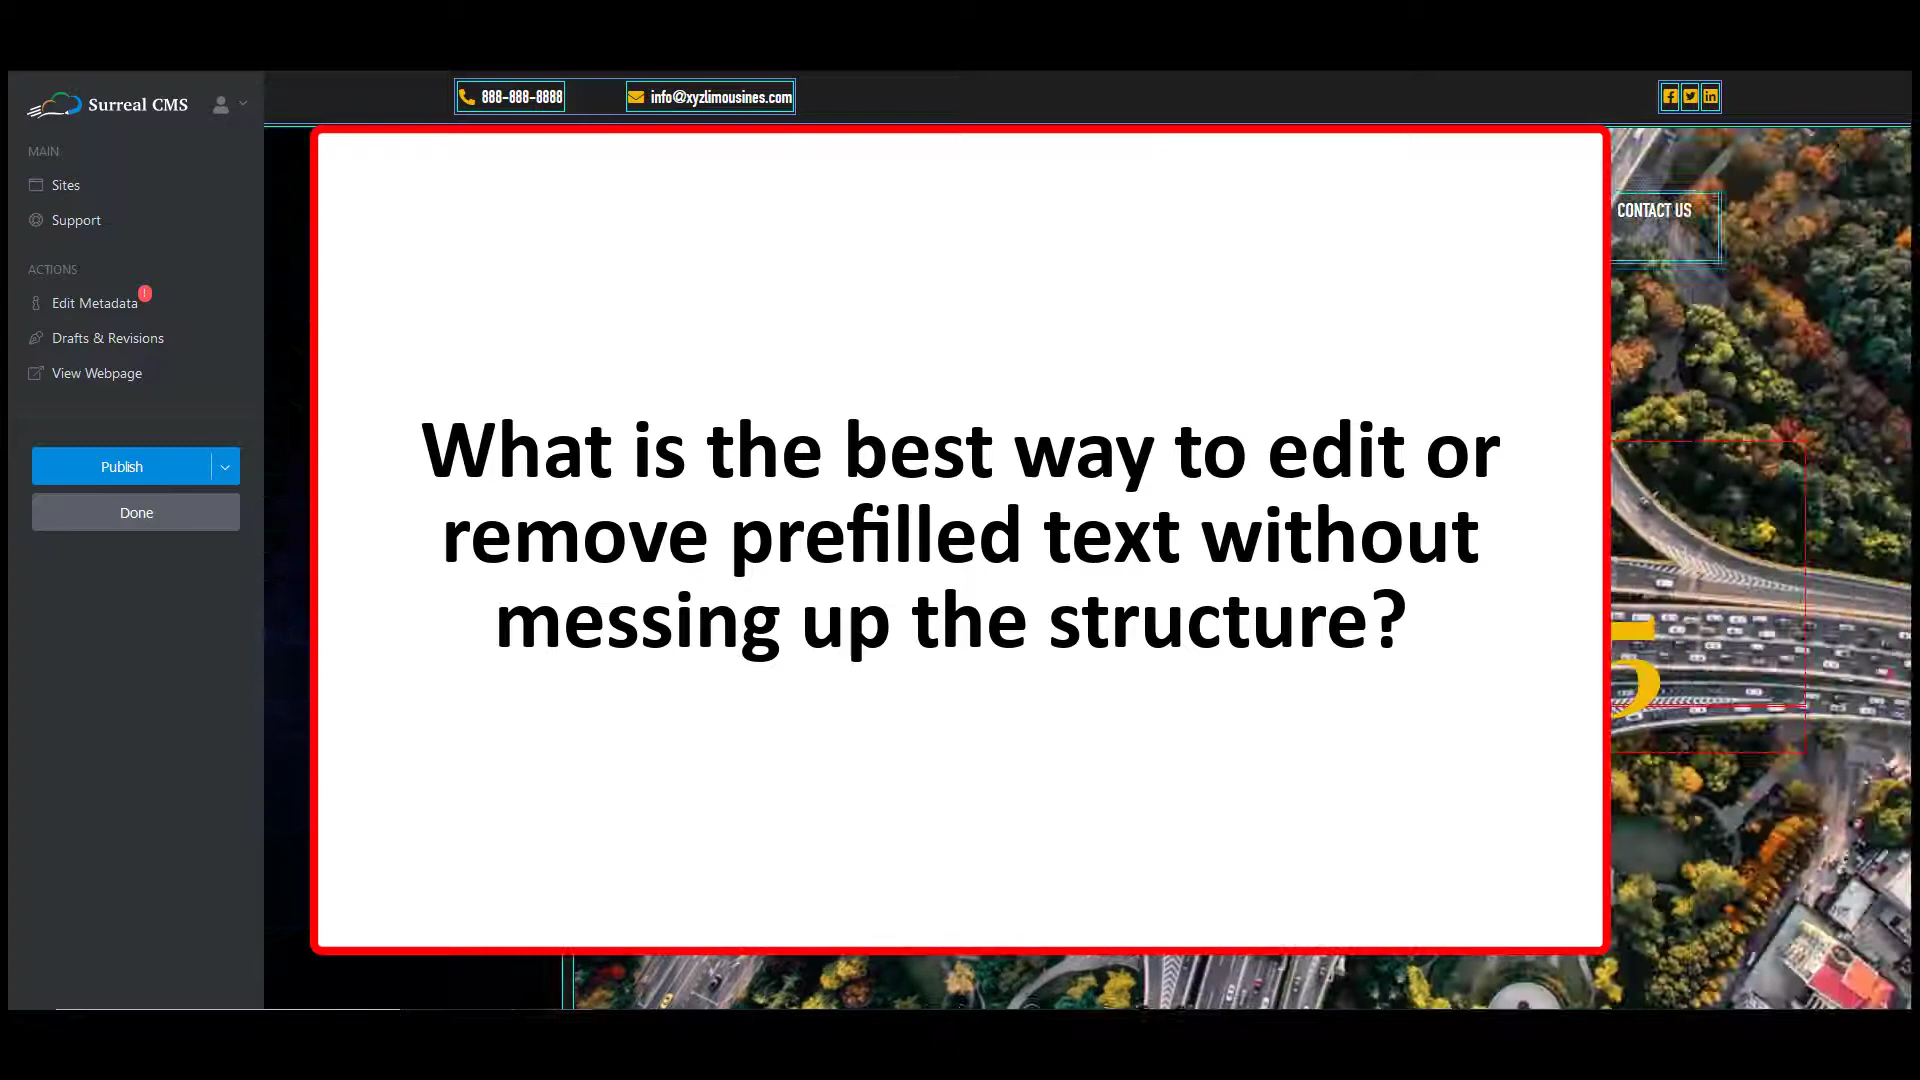 Surreal CMS
888-888-8888
info@xyzlimousines.com
MAIN
Sites
Support
ACTIONS
Edit Metadata
!
Drafts & Revisions
View Webpage
Publish
Done
CONTACT US
What is the best way to edit or
remove prefilled text without
messing up the structure?
5